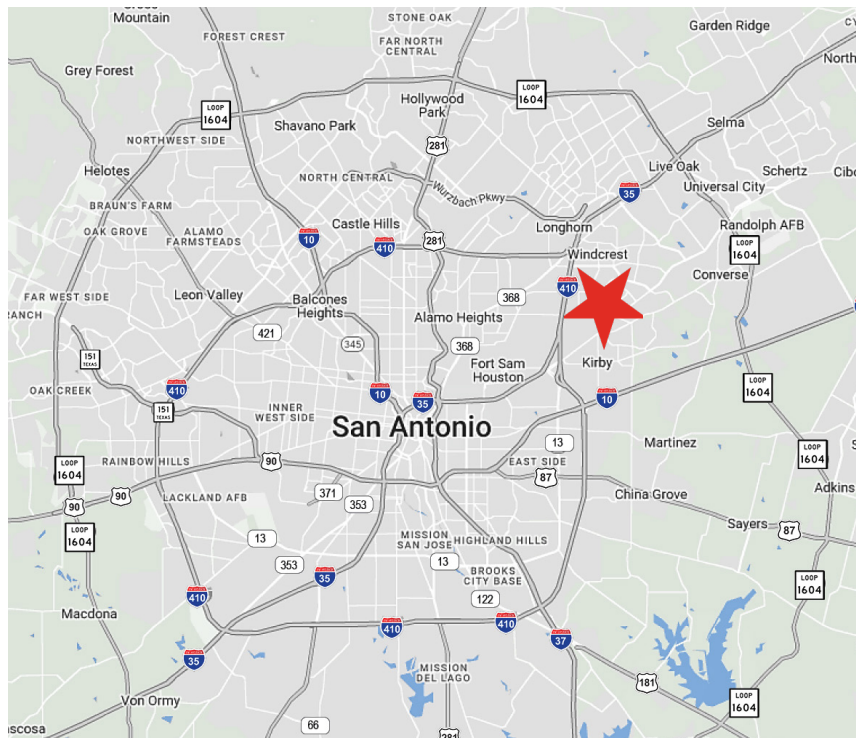 Cross
Mountain
STONE OAK
FOREST CREST
Garden Ridge
FAR NORTH
CENTRAL
Grey Forest
North
Hollywood
Park
LOOP
1604
LOOP
1604
Shavano Park
Selma
NORTHWEST SIDE
281
Live Oak
Schertz
Helotes
NORTH CENTRAL
Wurzbach Pkwy
35
Universal City
Cibo
BRAUN'S FARM
Castle Hills
Longhorn
Randolph AFB
OAK GROVE
ALAMO
FARMSTEADS
10
410
281
Windcrest
LOOP
1604
Converse
410
FAR WEST SIDE
Leon Valley
Balcones
Heights
368
RANCH
Alamo Heights
421
345
368
151
TEXAS
Fort Sam
Houston
Kirby
OAK CREEK
410
10
35
10
LOOP
1604
151
TEXAS
INNER
WEST SIDE
San Antonio
13
Martinez
LOOP
1604
RAINBOW HILLS
90
EAST SIDE
87
LOOP
1604
90
LACKLAND AFB
371
353
China Grove
Adkins
90
Sayers
87
LOOP
1604
13
MISSION
SAN JOSE
HIGHLAND HILLS
353
13
BROOKS
CITY BASE
35
LOOP
1604
410
122
Macdona
410
410
37
35
MISSION
DEL LAGO
181
Von Ormy
LOOP
1604
66
281
ascosa